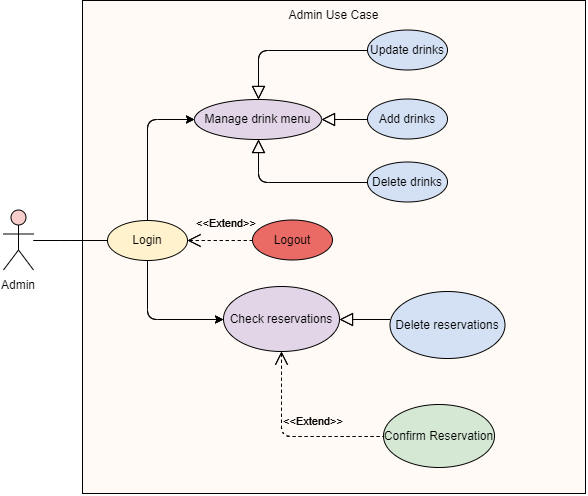 Admin Use Case
Update drinks
Manage drink menu
Add drinks
Delete drinks
<<Extend>>
Login
Logout
Admin
Check reservations
Delete reservations
<<Extend>>
Confirm Reservation